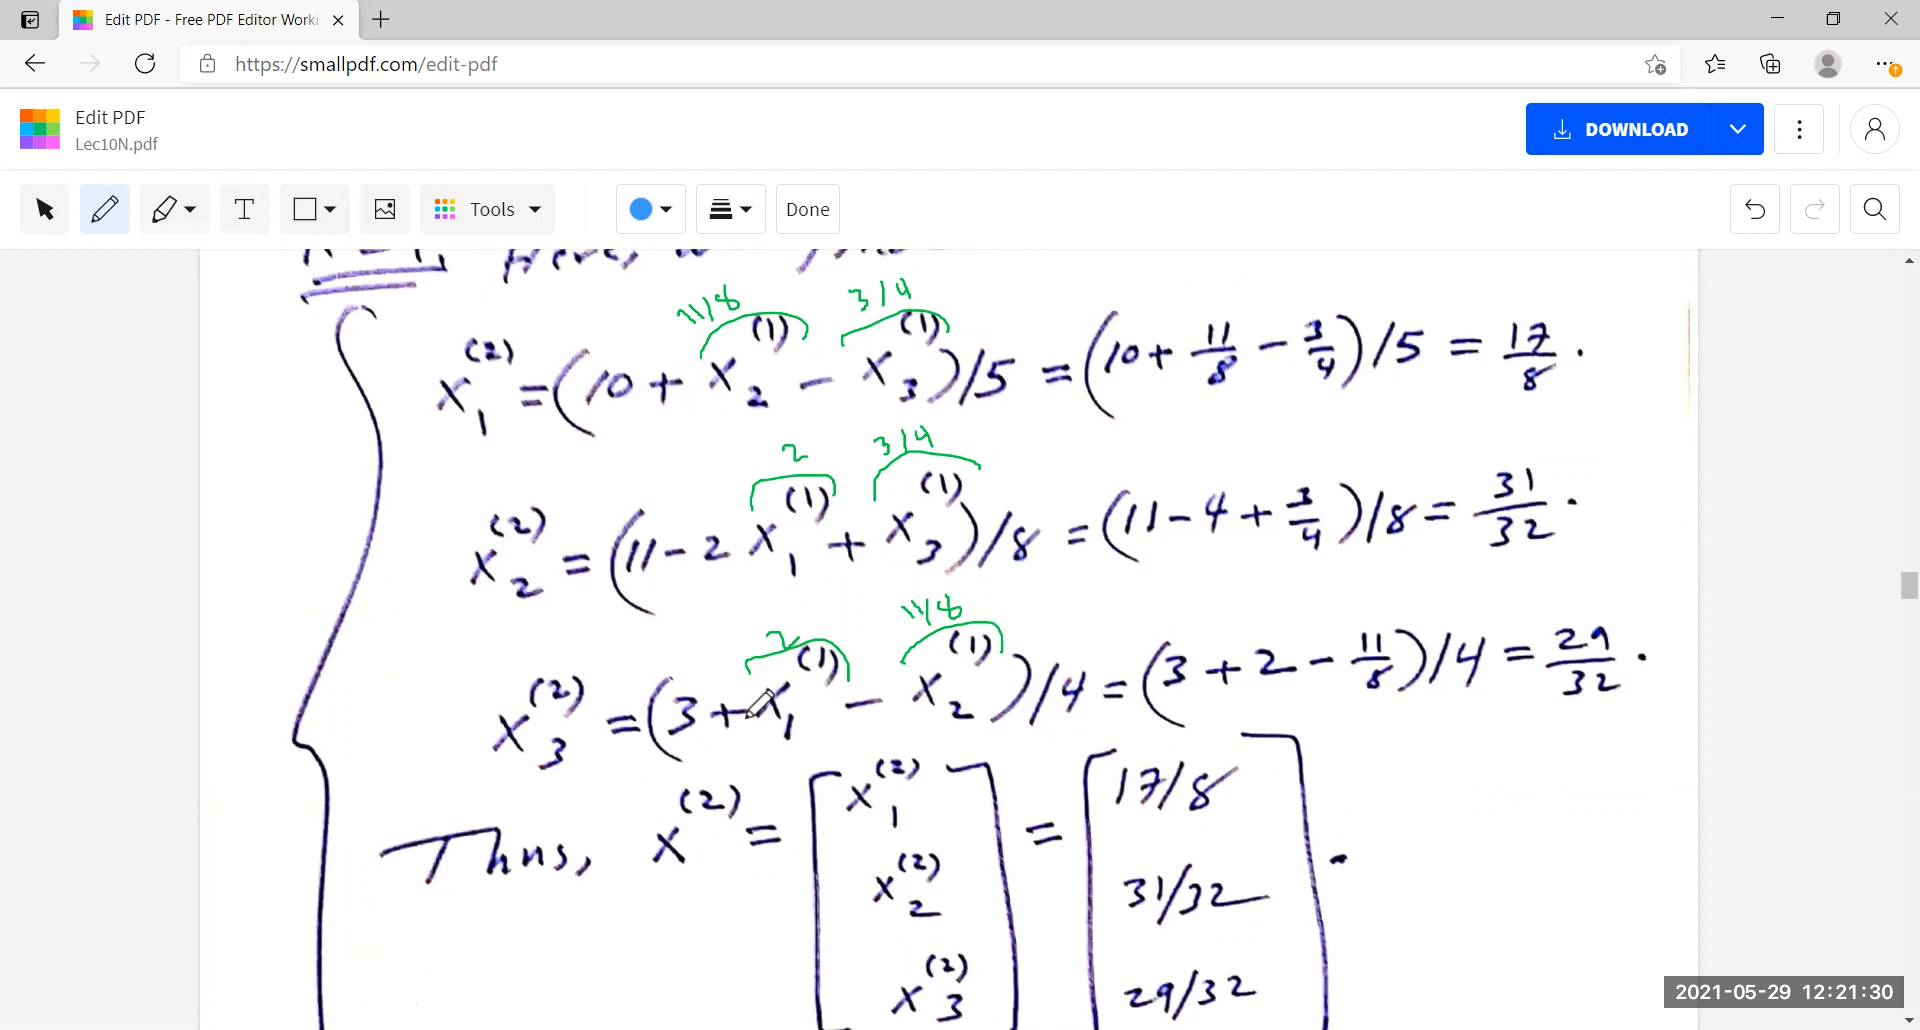 Edit PDF - Free PDF Editor Worki
https://smallpdf.com/edit-pdf
Edit PDF
Lec10N.pdf
DOWNLOAD
T Tools Done
11/8 3/4
x₁⁽²⁾ = (10 + x₂⁽¹⁾ − x₃⁽¹⁾)/5 = (10 + 11/8 − 3/4)/5 = 17/8 .
2 3/4
x₂⁽²⁾ = (11 − 2 x₁⁽¹⁾ + x₃⁽¹⁾)/8 = (11 − 4 + 3/4)/8 = 31/32 .
2 11/8
x₃⁽²⁾ = (3 + x₁⁽¹⁾ − x₂⁽¹⁾)/4 = (3 + 2 − 11/8)/4 = 29/32 .
Thus, x⁽²⁾ = [x₁⁽²⁾ x₂⁽²⁾ x₃⁽²⁾] = [17/8 31/32 29/32] .
2021-05-29 12:21:30